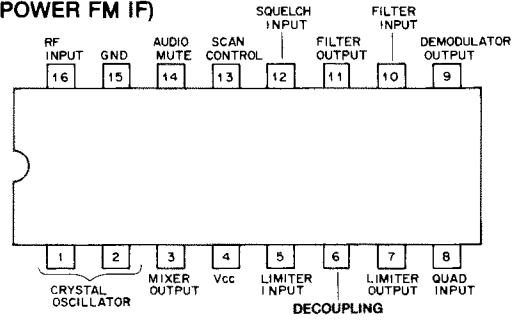 POWER FM IF)
SQUELCH INPUT
FILTER INPUT
RF INPUT
GND
AUDIO MUTE
SCAN CONTROL
FILTER OUTPUT
DEMODULATOR OUTPUT
16 15 14 13 12 11 10 9
1 2 3 4 5 6 7 8
CRYSTAL OSCILLATOR
MIXER OUTPUT
Vcc
LIMITER INPUT
DECOUPLING
LIMITER OUTPUT
QUAD INPUT